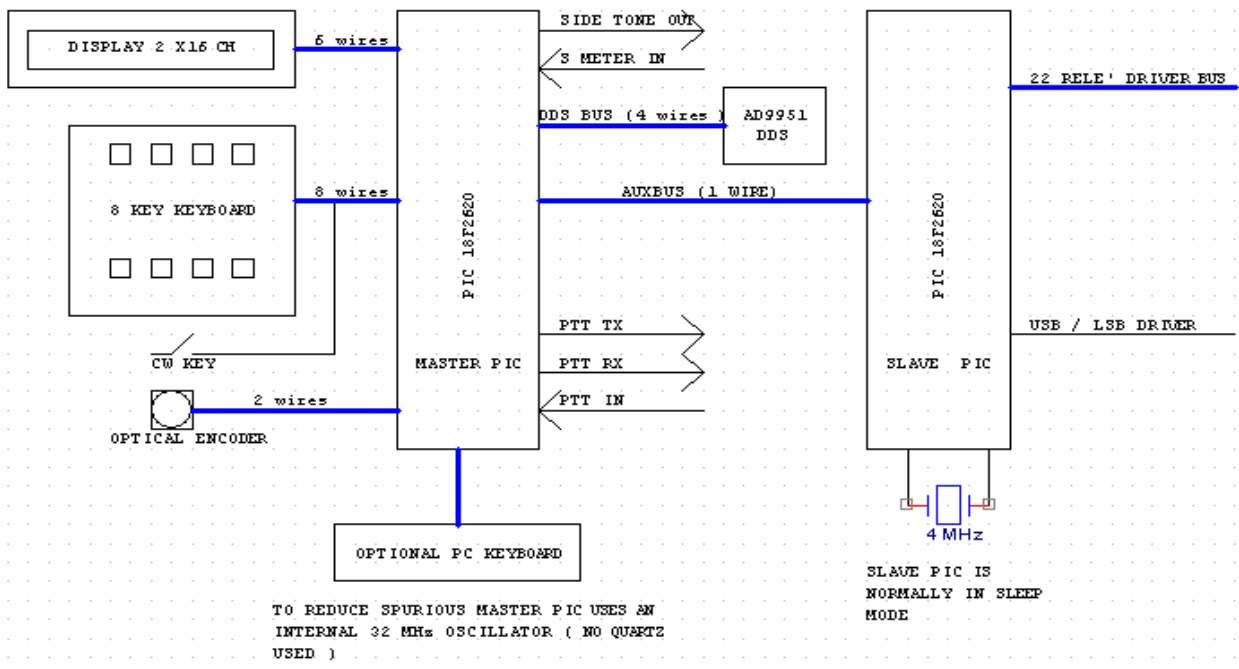 DISPLAY 2 X16 CH
6 wires
SIDE TONE OUT
S METER IN
22 RELE' DRIVER BUS
DDS BUS (4 wires )
AD9951
DDS
8 KEY KEYBOARD
8 wires
AUXBUS (1 WIRE)
PIC 18F2620
PIC 18F2620
PTT TX
USB / LSB DRIVER
CW KEY
MASTER PIC
PTT RX
SLAVE PIC
2 wires
PTT IN
OPTICAL ENCODER
4 MHz
OPTIONAL PC KEYBOARD
SLAVE PIC IS
NORMALLY IN SLEEP
MODE
TO REDUCE SPURIOUS MASTER PIC USES AN
INTERNAL 32 MHz OSCILLATOR ( NO QUARTZ
USED )